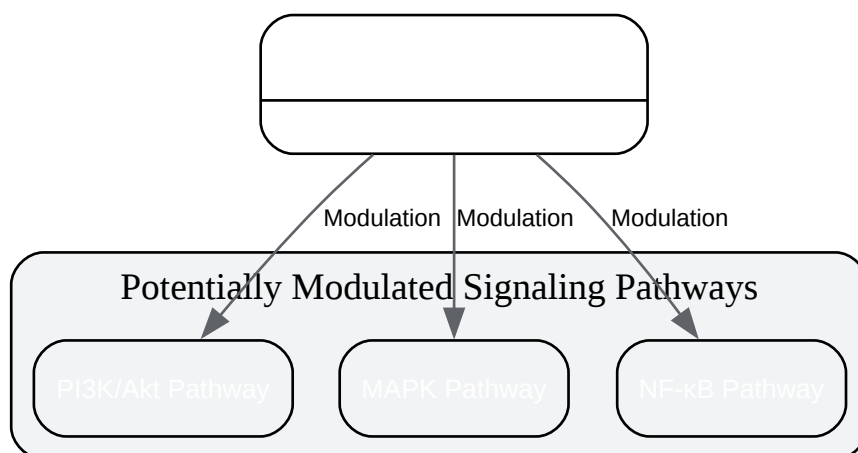 Modulation Modulation Modulation
Potentially Modulated Signaling Pathways
PI3K/Akt Pathway MAPK Pathway NF-κB Pathway